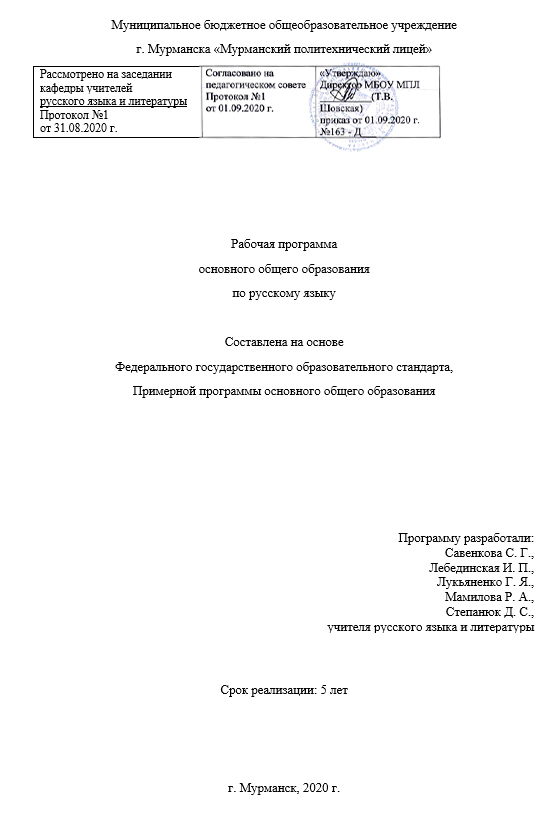 Муниципальное бюджетное общеобразовательное учреждение
г. Мурманска «Мурманский политехнический лицей»
Рассмотрено на заседании
кафедры учителей
русского языка и литературы
Протокол №1
от 31.08.2020 г.
Согласовано на
педагогическом совете
Протокол №1
от 01.09.2020 г.
«Утверждаю»
Директор МБОУ МПЛ
_________(Т.В.
Шовская)
приказ от 01.09.2020 г.
№163 - Д
Рабочая программа
основного общего образования
по русскому языку
Составлена на основе
Федерального государственного образовательного стандарта,
Примерной программы основного общего образования
Программу разработали:
Савенкова С. Г.,
Лебединская И. П.,
Лукьяненко Г. Я.,
Мамилова Р. А.,
Степанюк Д. С.,
учителя русского языка и литературы
Срок реализации: 5 лет
г. Мурманск, 2020 г.